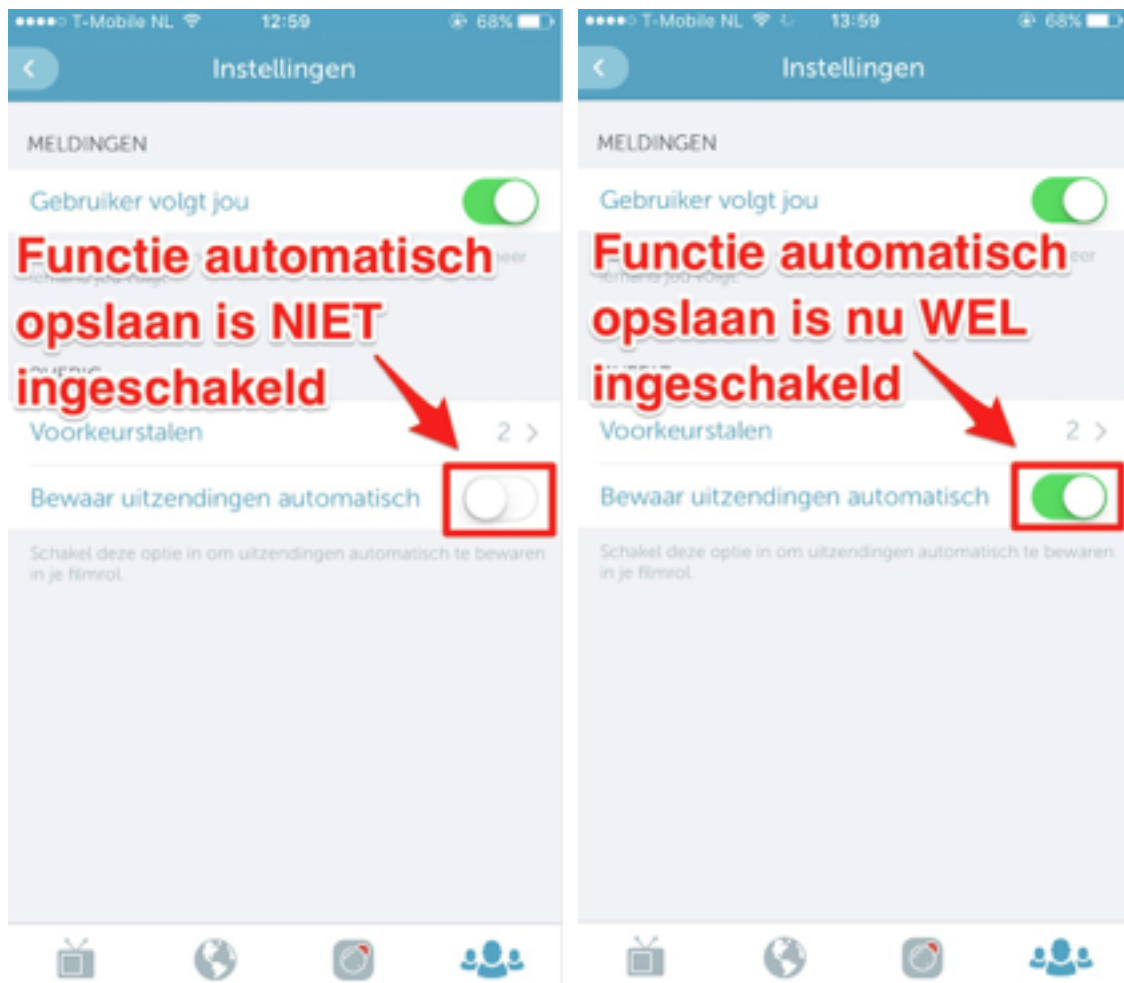 T-Mobile NL 12:59 68%
Instellingen
MELDINGEN
Gebruiker volgt jou
Functie automatisch
opslaan is NIET
ingeschakeld
Voorkeurstalen 2
Bewaar uitzendingen automatisch
Schakel deze optie in om uitzendingen automatisch te bewaren
in je filmrol.
T-Mobile NL 13:59 68%
Instellingen
MELDINGEN
Gebruiker volgt jou
Functie automatisch
opslaan is nu WEL
ingeschakeld
Voorkeurstalen 2
Bewaar uitzendingen automatisch
Schakel deze optie in om uitzendingen automatisch te bewaren
in je filmrol.